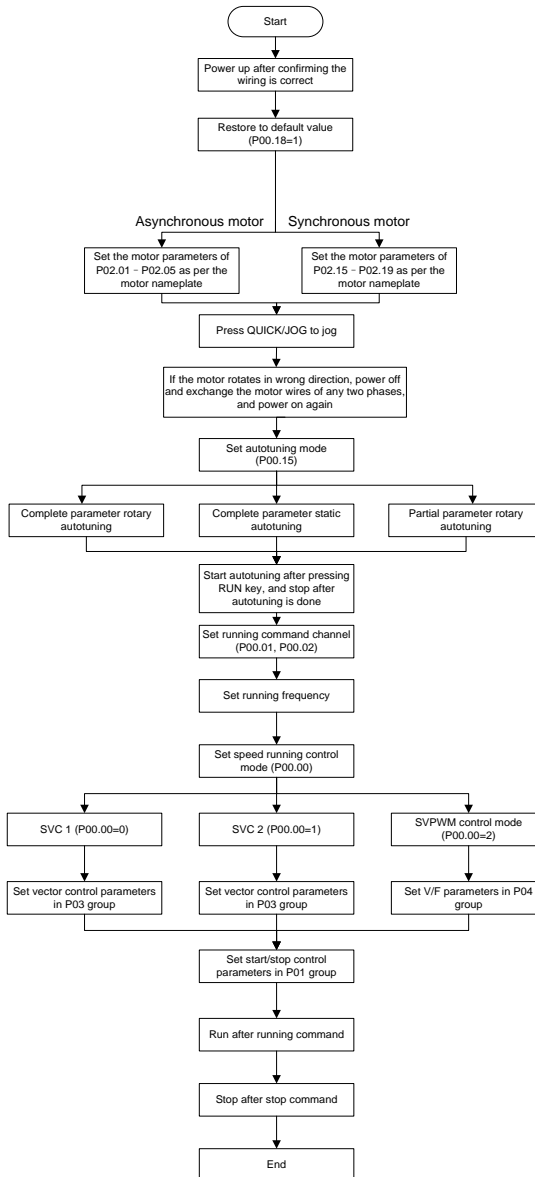 Start
Power up after confirming the
wiring is correct
Restore to default value
(P00.18=1)
Asynchronous motor
Synchronous motor
Set the motor parameters of
P02.01﹣P02.05 as per the
motor nameplate
Set the motor parameters of
P02.15﹣P02.19 as per the
motor nameplate
Press QUICK/JOG to jog
If the motor rotates in wrong direction, power off
and exchange the motor wires of any two phases,
and power on again
Set autotuning mode
(P00.15)
Complete parameter rotary
autotuning
Complete parameter static
autotuning
Partial parameter rotary
autotuning
Start autotuning after pressing
RUN key, and stop after
autotuning is done
Set running command channel
(P00.01, P00.02)
Set running frequency
Set speed running control
mode (P00.00)
SVC 1 (P00.00=0)
SVC 2 (P00.00=1)
SVPWM control mode
(P00.00=2)
Set vector control parameters
in P03 group
Set vector control parameters
in P03 group
Set V/F parameters in P04
group
Set start/stop control
parameters in P01 group
Run after running command
Stop after stop command
End